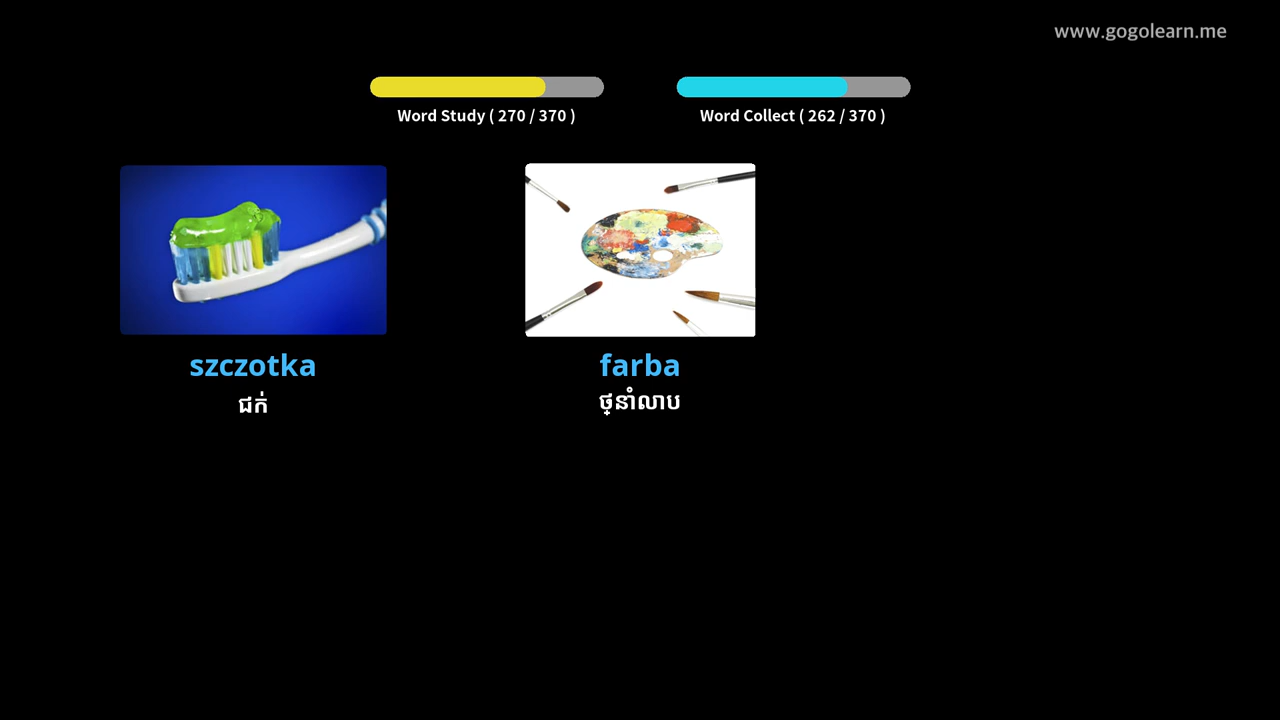 www.gogolearn.me
Word Study ( 270 / 370 )
Word Collect ( 262 / 370 )
szczotka
ជក់
farba
ថ្នាំលាប